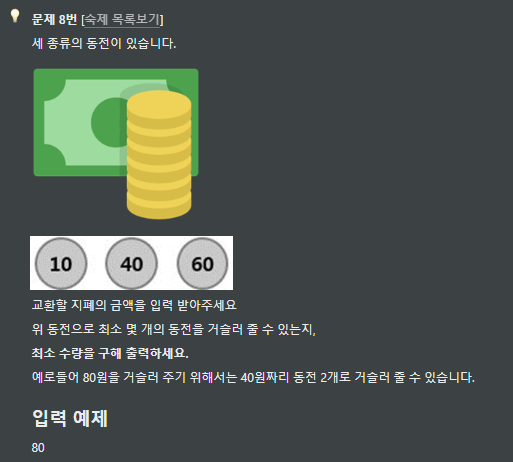 문제 8번 [숙제 목록보기]
세 종류의 동전이 있습니다.
10 40 60
교환할 지폐의 금액을 입력 받아주세요
위 동전으로 최소 몇 개의 동전을 거슬러 줄 수 있는지,
최소 수량을 구해 출력하세요.
예로들어 80원을 거슬러 주기 위해서는 40원짜리 동전 2개로 거슬러 줄 수 있습니다.
입력 예제
80